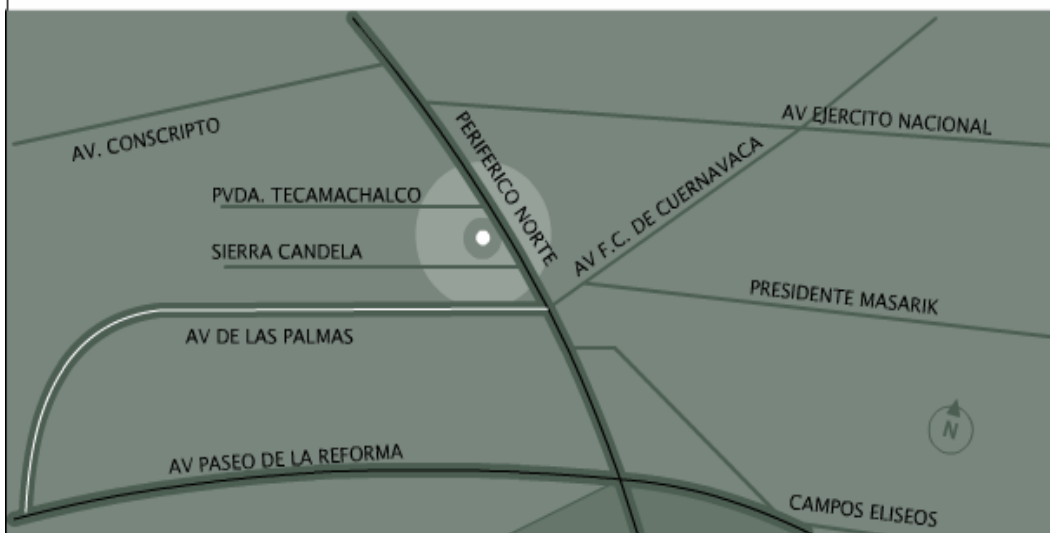 AV. CONSCRIPTO
PERIFERICO NORTE
AV EJERCITO NACIONAL
PVDA. TECAMACHALCO
AV F.C. DE CUERNAVACA
SIERRA CANDELA
PRESIDENTE MASARIK
AV DE LAS PALMAS
N
AV PASEO DE LA REFORMA
CAMPOS ELISEOS